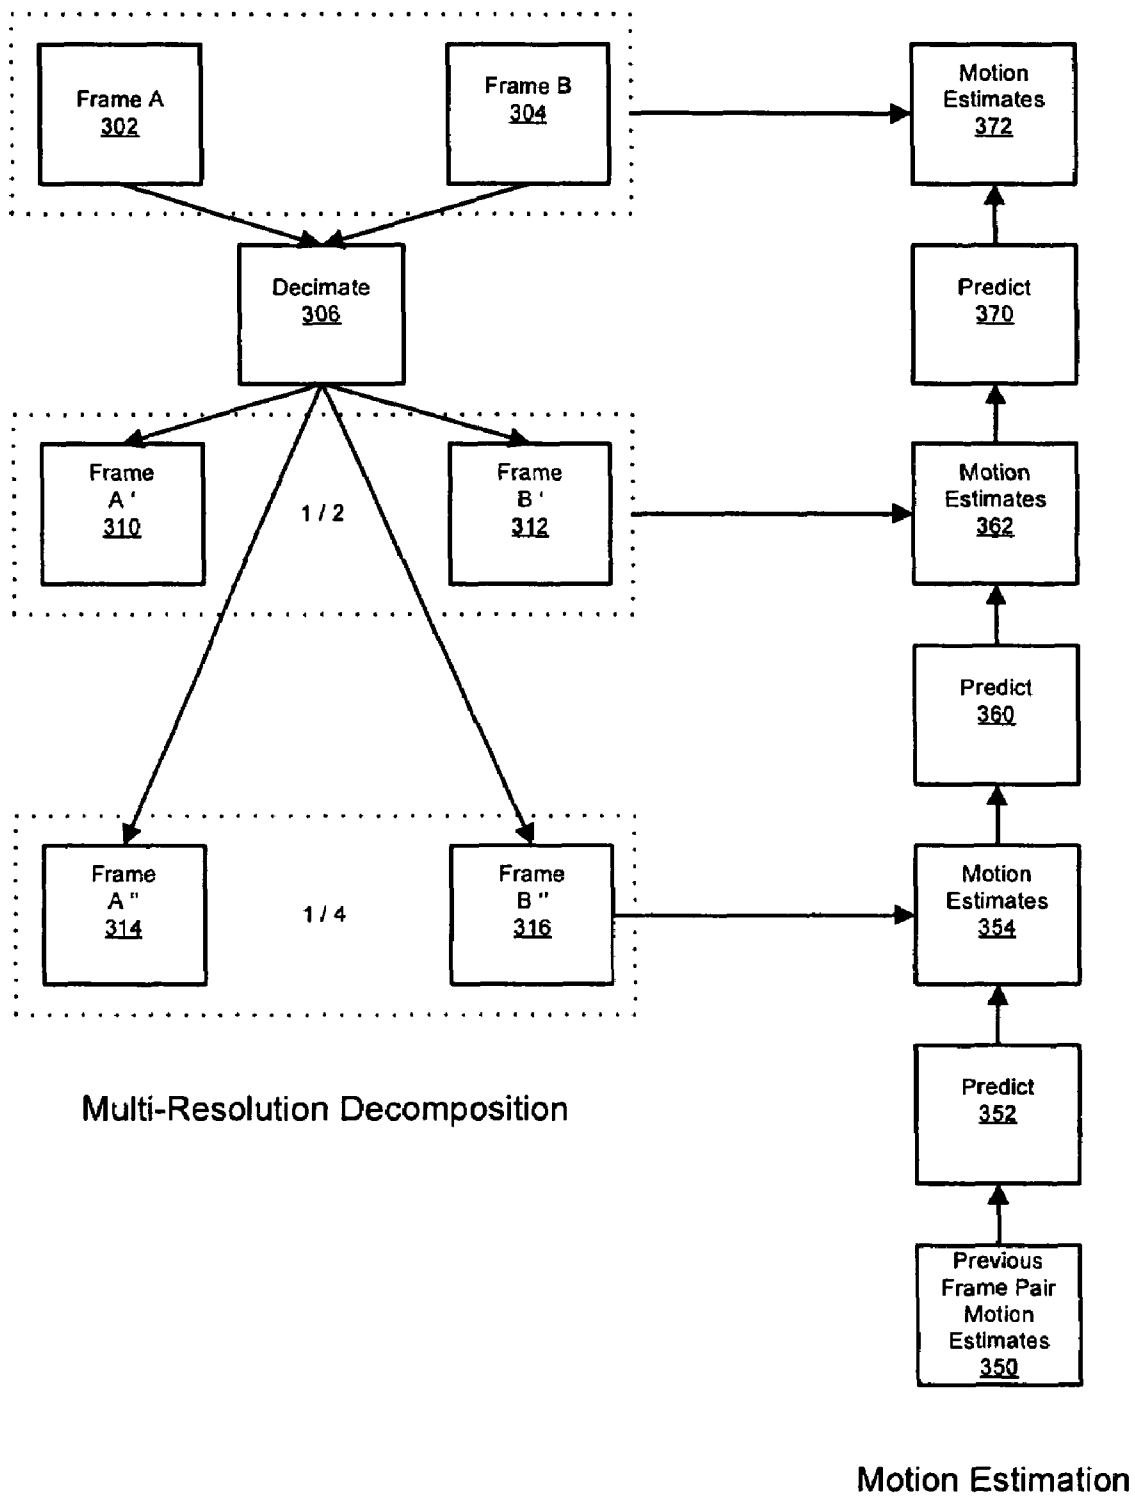 Frame A
302
Frame B
304
Motion
Estimates
372
Decimate
306
Predict
370
Frame
A '
310
1 / 2
Frame
B '
312
Motion
Estimates
362
Predict
360
Frame
A "
314
1 / 4
Frame
B "
316
Motion
Estimates
354
Multi-Resolution Decomposition
Predict
352
Previous
Frame Pair
Motion
Estimates
350
Motion Estimation